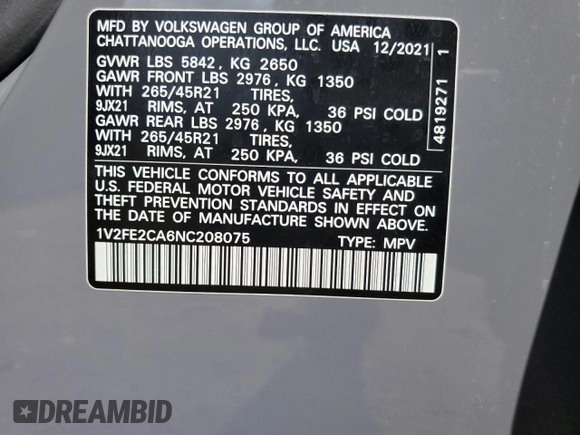 MFD BY VOLKSWAGEN GROUP OF AMERICA
CHATTANOOGA OPERATIONS, LLC. USA 12/2021
GVWR LBS 5842, KG 2650
GAWR FRONT LBS 2976, KG 1350
WITH 265/45R21 TIRES,
9JX21 RIMS, AT 250 KPA, 36 PSI COLD
GAWR REAR LBS 2976, KG 1350
WITH 265/45R21 TIRES,
9JX21 RIMS, AT 250 KPA, 36 PSI COLD
4819271 1
THIS VEHICLE CONFORMS TO ALL APPLICABLE
U.S. FEDERAL MOTOR VEHICLE SAFETY AND
THEFT PREVENTION STANDARDS IN EFFECT ON
THE DATE OF MANUFACTURE SHOWN ABOVE.
1V2FE2CA6NC208075 TYPE: MPV
DREAMBID